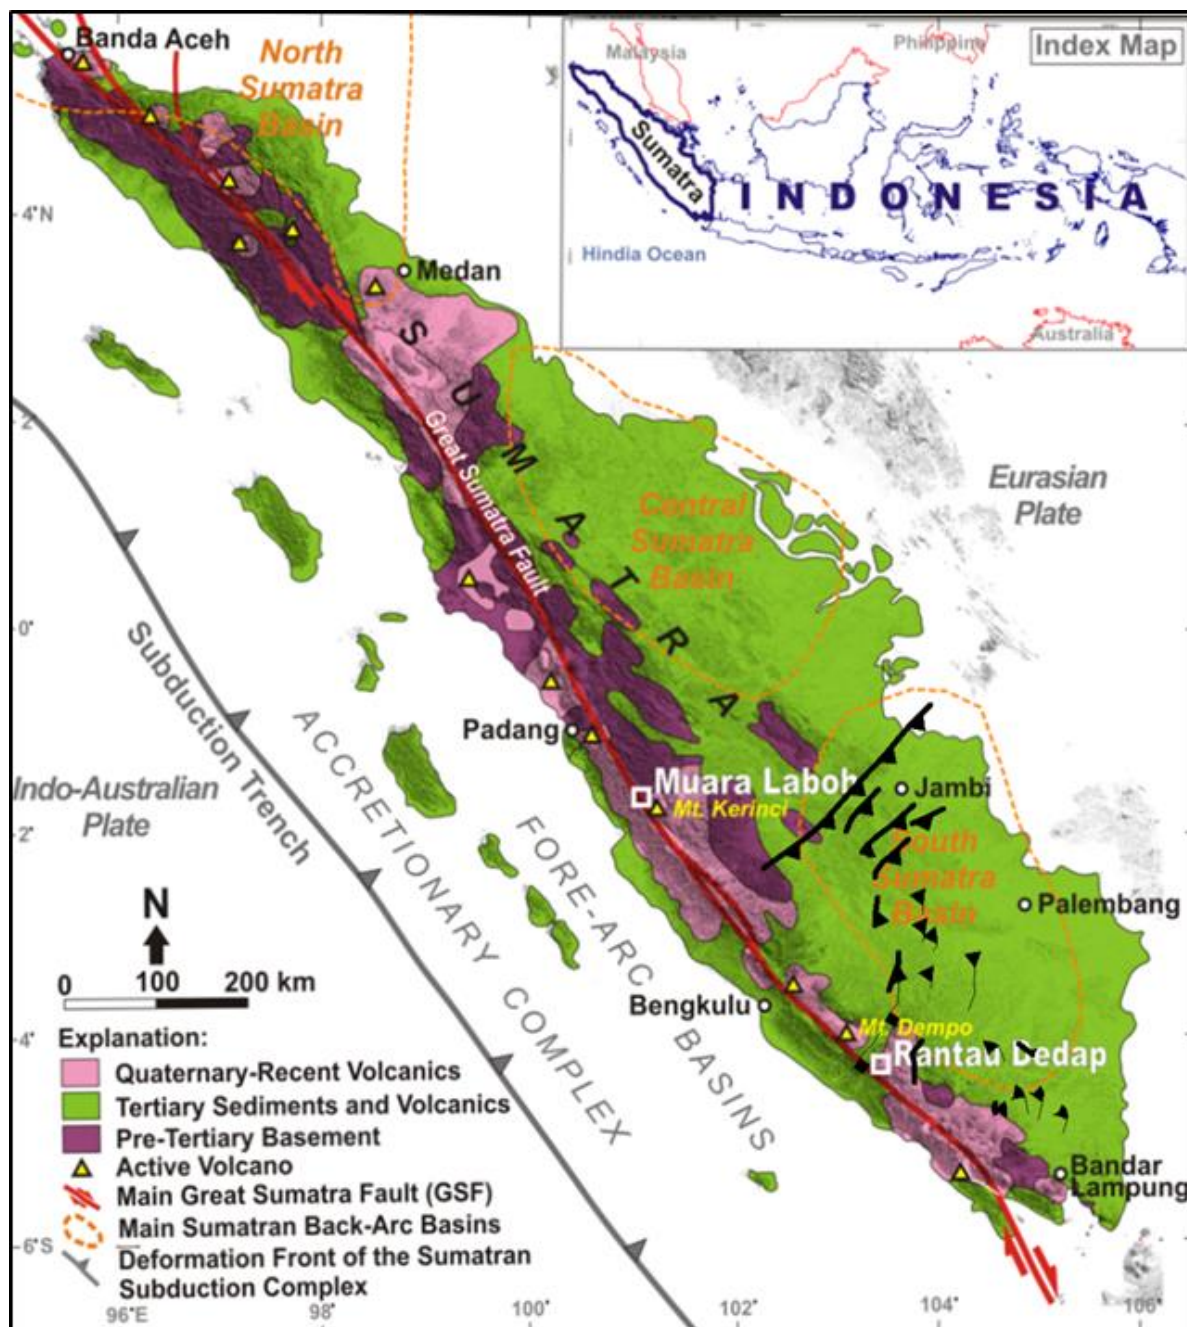 Banda Aceh
North
Sumatra
Basin
Malaysia
Philippine
Index Map
Sumatra
INDONESIA
Hindia Ocean
Australia
4°N
Medan
SUMATRA
2°
Great Sumatra Fault
Central
Sumatra
Basin
Eurasian
Plate
0°
Subduction Trench
ACCRETIONARY COMPLEX
FORE-ARC BASINS
Padang
Indo-Australian
Plate
Muara Laboh
Mt. Kerinci
Jambi
2°
South
Sumatra
Basin
Palembang
N
0 100 200 km
Bengkulu
Mt. Dempo
Rantau Dedap
4°
Explanation:
Quaternary-Recent Volcanics
Tertiary Sediments and Volcanics
Pre-Tertiary Basement
Active Volcano
Main Great Sumatra Fault (GSF)
Main Sumatran Back-Arc Basins
Deformation Front of the Sumatran
Subduction Complex
Bandar
Lampung
6°S
96°E 98° 100° 102° 104° 106°